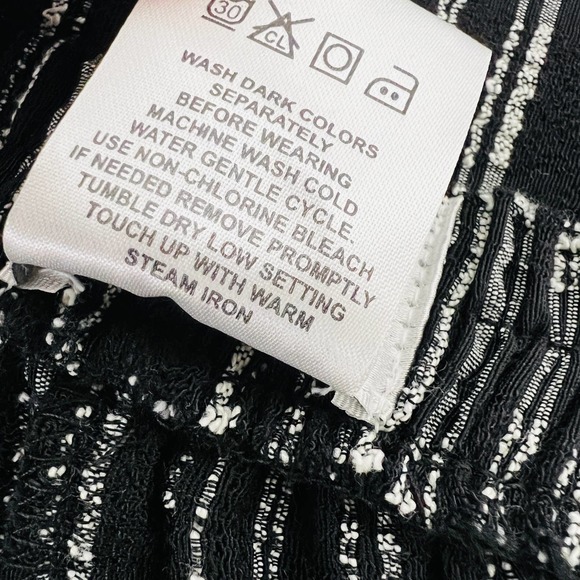 30
CL
WASH DARK COLORS
SEPARATELY
BEFORE WEARING
MACHINE WASH COLD
WATER GENTLE CYCLE.
USE NON-CHLORINE BLEACH
IF NEEDED REMOVE PROMPTLY
TUMBLE DRY LOW SETTING
TOUCH UP WITH WARM
STEAM IRON